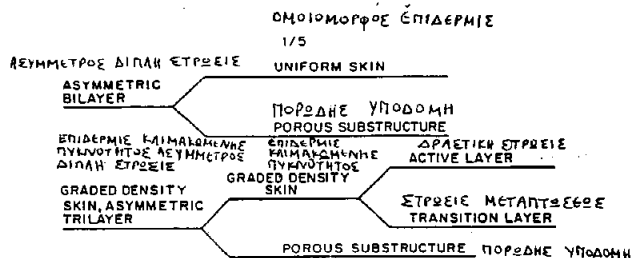 ΟΜΟΙΟΜΟΡΦΟΣ ἘΠΙΔΕΡΜΙΣ
1/5
ΑΣΥΜΜΕΤΡΟΣ ΔΙΠΛΗ ΣΤΡΩΣΙΣ
UNIFORM SKIN
ASYMMETRIC
BILAYER
ΠΟΡΩΔΗΣ ΥΠΟΔΟΜΗ
POROUS SUBSTRUCTURE
ΕΠΙΔΕΡΜΙΣ ΚΛΙΜΑΚΩΜΕΝΗΣ
ΠΥΚΝΟΤΗΤΟΣ ΑΣΥΜΜΕΤΡΟΣ
ΔΙΠΛΗ ΣΤΡΩΣΙΣ
ΕΠΙΔΕΡΜΙΣ
ΚΛΙΜΑΚΩΜΕΝΗΣ
ΠΥΚΝΟΤΗΤΟΣ
GRADED DENSITY
SKIN
ΔΡΑΣΤΙΚΗ ΣΤΡΩΣΙΣ
ACTIVE LAYER
GRADED DENSITY
SKIN, ASYMMETRIC
TRILAYER
ΣΤΡΩΣΙΣ ΜΕΤΑΠΤΩΣΕΩΣ
TRANSITION LAYER
POROUS SUBSTRUCTURE ΠΟΡΩΔΗΣ ΥΠΟΔΟΜΗ